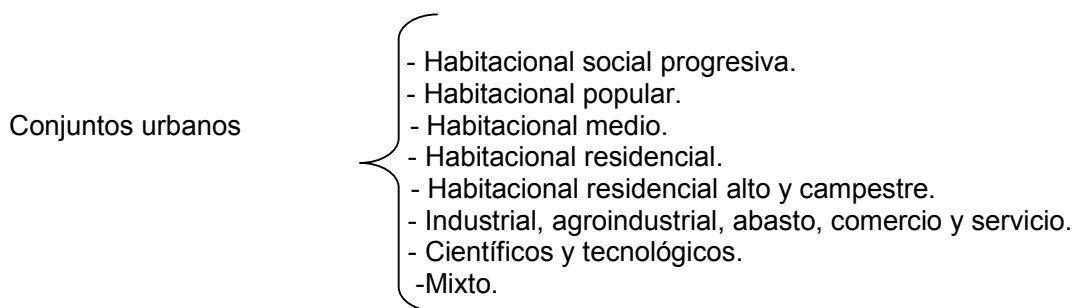 - Habitacional social progresiva.
- Habitacional popular.
Conjuntos urbanos
- Habitacional medio.
- Habitacional residencial.
- Habitacional residencial alto y campestre.
- Industrial, agroindustrial, abasto, comercio y servicio.
- Científicos y tecnológicos.
-Mixto.